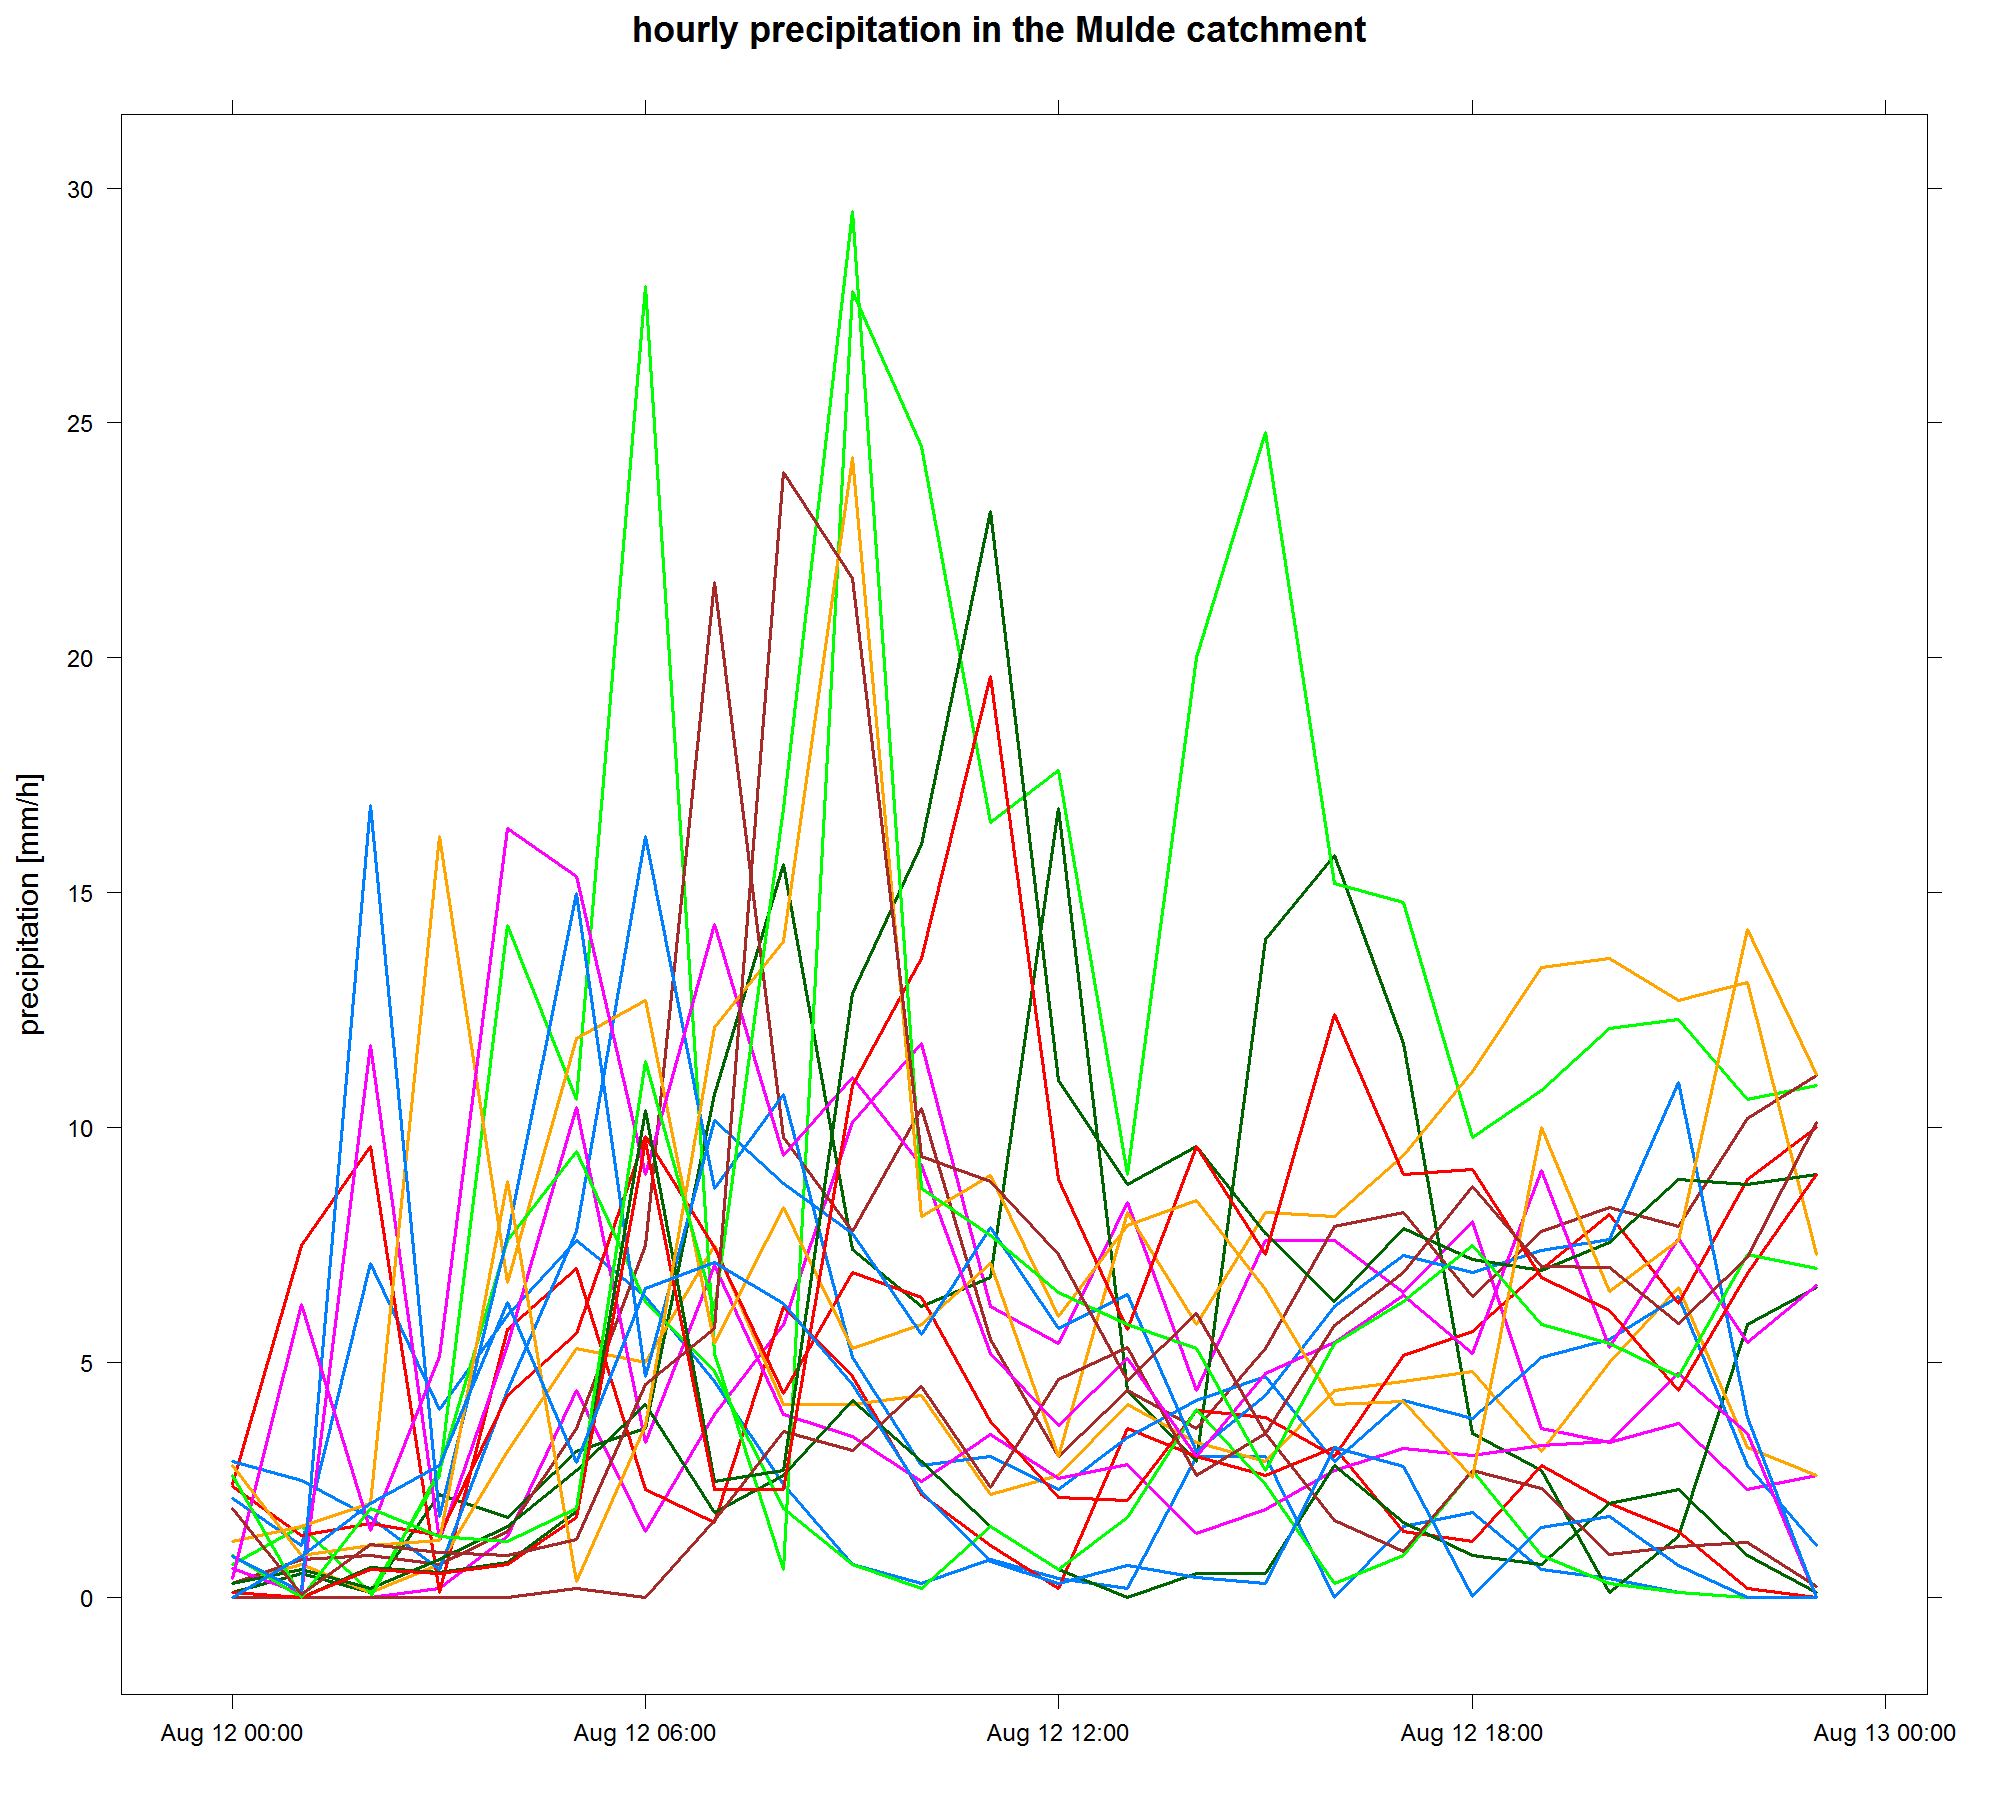 hourly precipitation in the Mulde catchment
30
25
20
15
10
5
0
precipitation [mm/h]
Aug 12 00:00
Aug 12 06:00
Aug 12 12:00
Aug 12 18:00
Aug 13 00:00